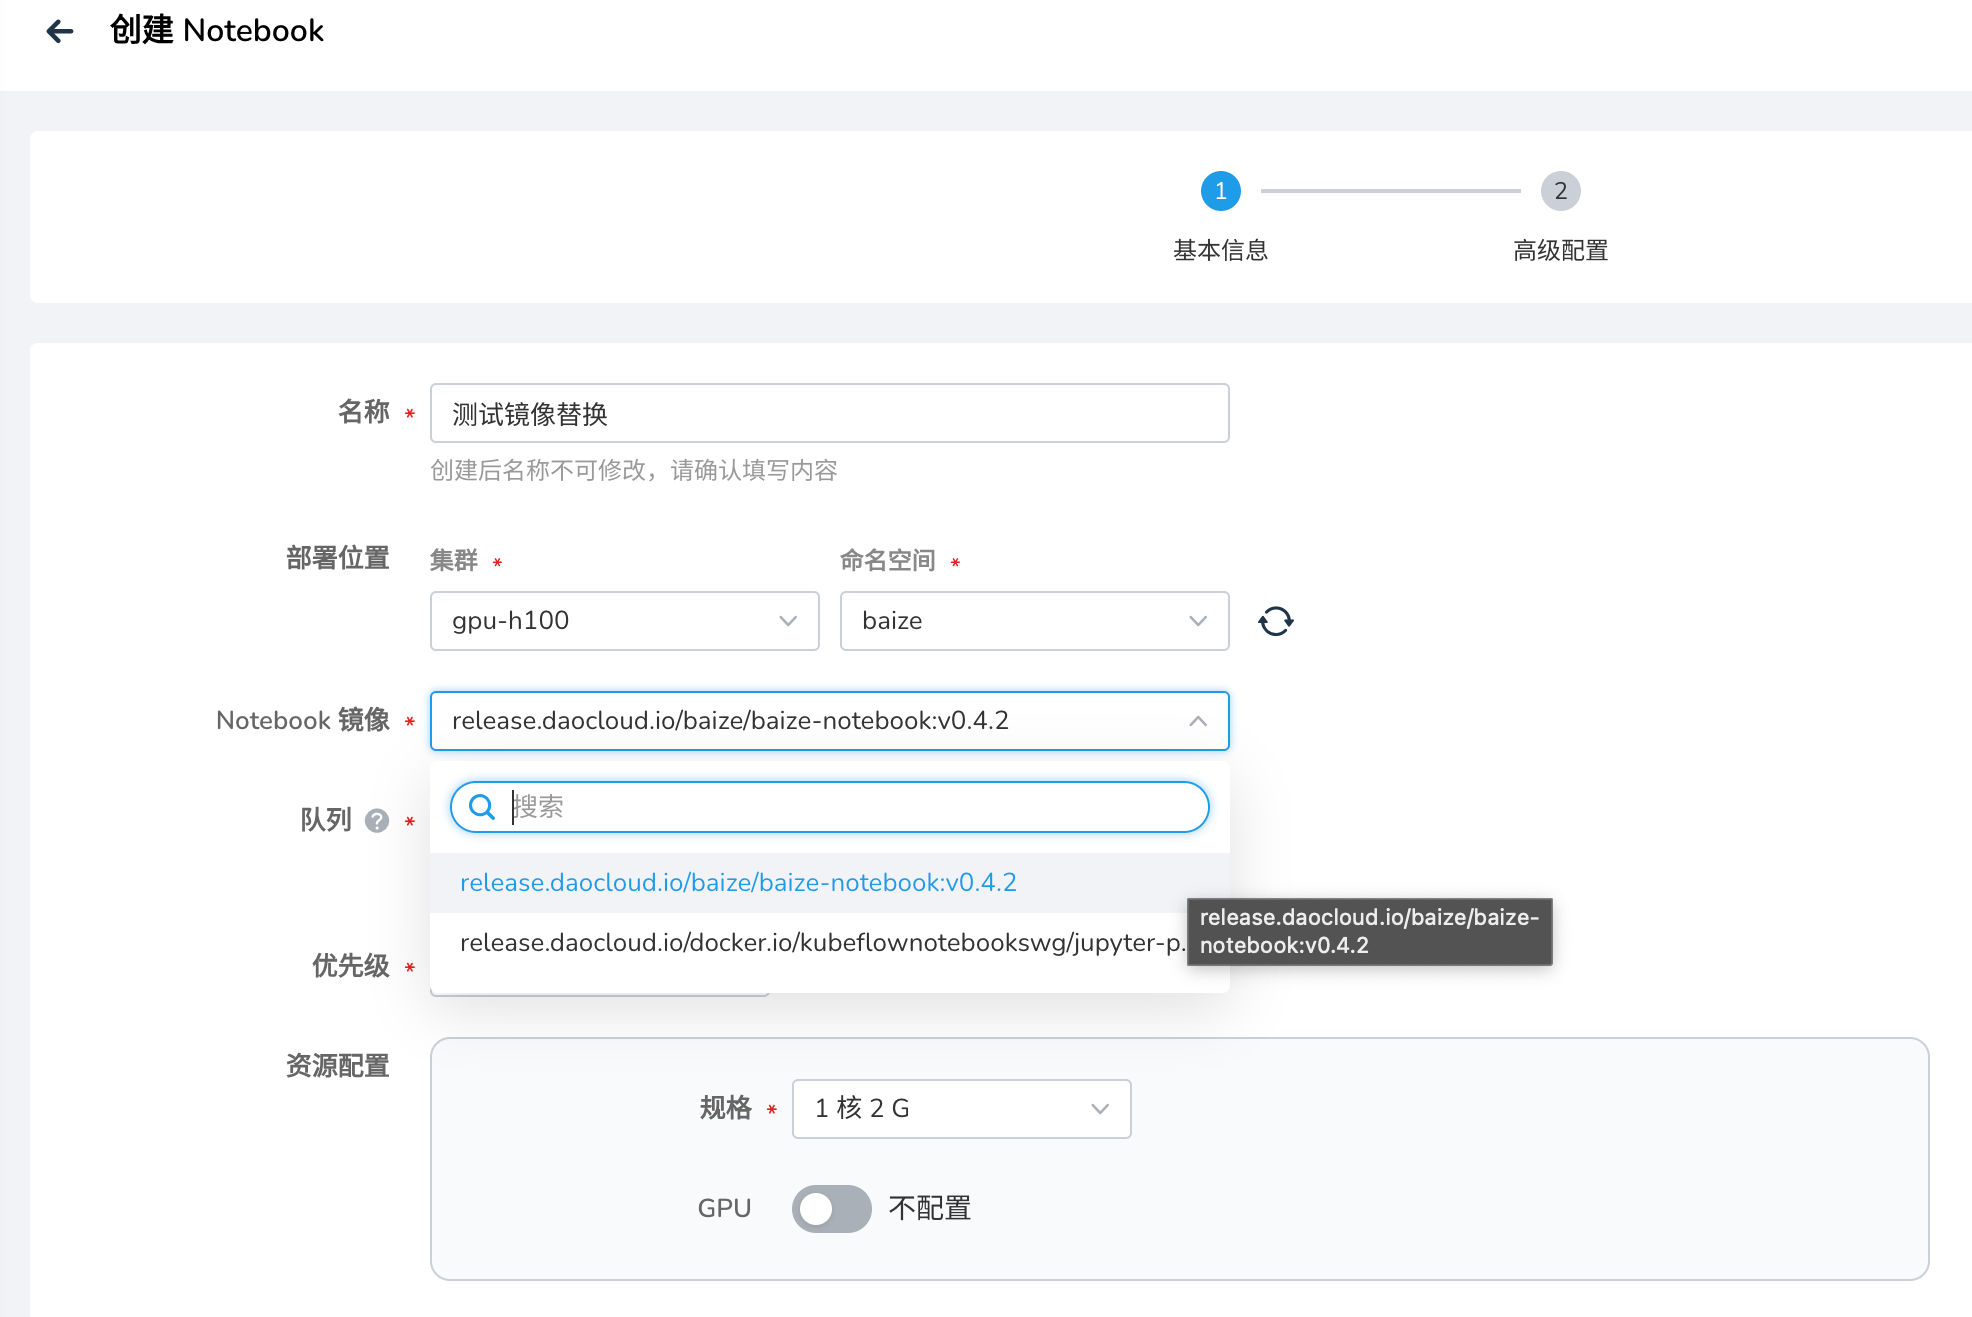 创建 Notebook
1
2
基本信息
高级配置
名称 *
测试镜像替换
创建后名称不可修改，请确认填写内容
部署位置
集群 *
命名空间 *
gpu-h100
baize
Notebook 镜像 *
release.daocloud.io/baize/baize-notebook:v0.4.2
搜索
队列 ? *
release.daocloud.io/baize/baize-notebook:v0.4.2
release.daocloud.io/docker.io/kubeflownotebookswg/jupyter-p.
release.daocloud.io/baize/baize-
notebook:v0.4.2
优先级 *
资源配置
规格 *
1 核 2 G
GPU
不配置